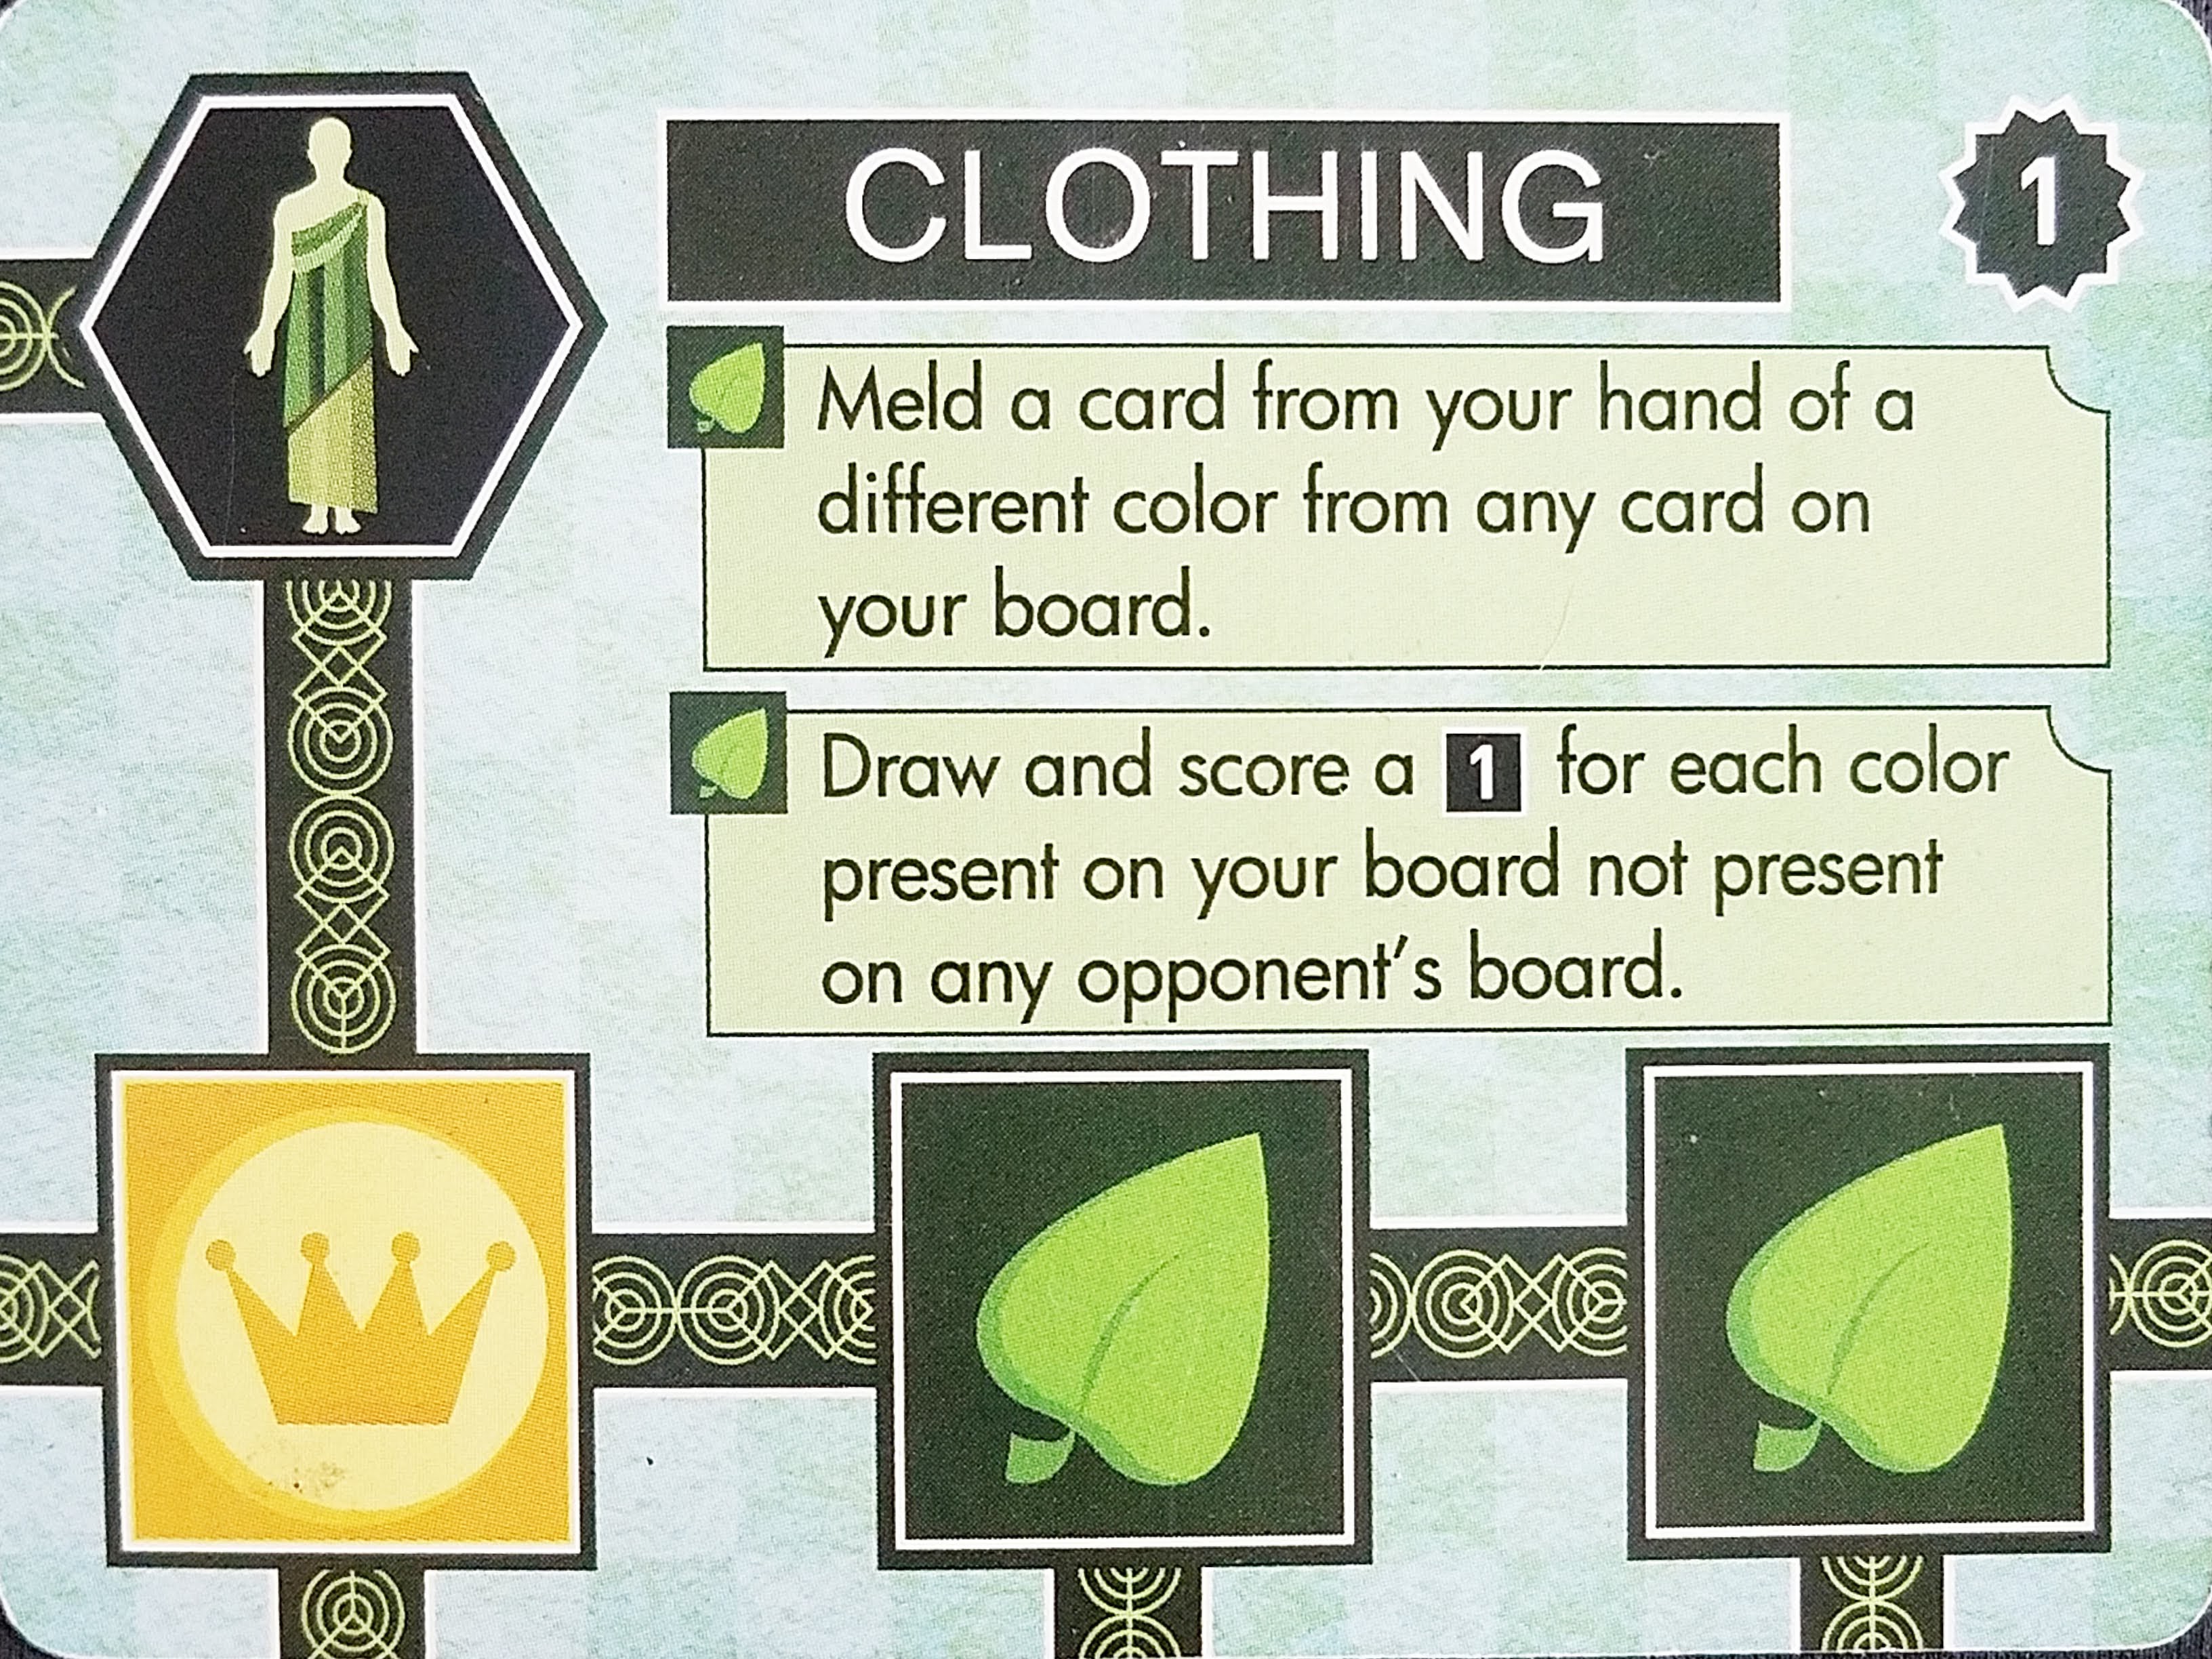 CLOTHING
1
Meld a card from your hand of a
different color from any card on
your board.
Draw and score a 1 for each color
present on your board not present
on any opponent's board.